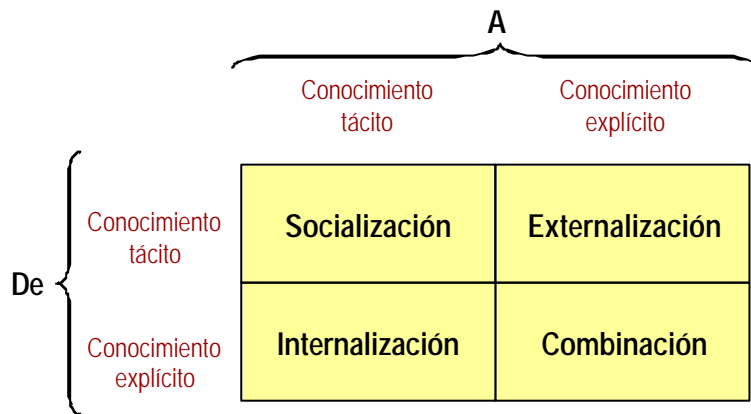 A
Conocimiento
tácito
Conocimiento
explícito
De
Conocimiento
tácito
Socialización
Externalización
Conocimiento
explícito
Internalización
Combinación